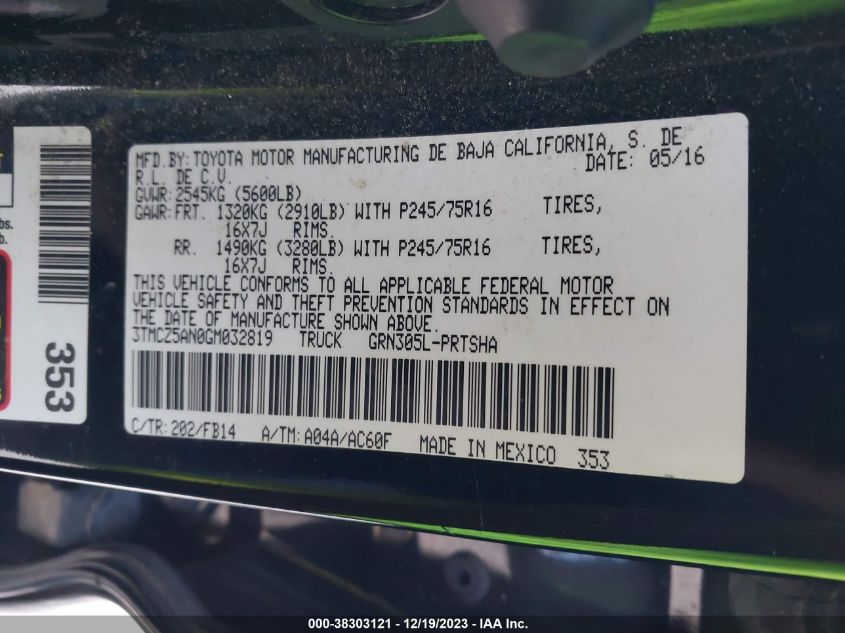 MFD.BY:TOYOTA MOTOR MANUFACTURING DE BAJA CALIFORNIA, S. DE
R.L. DE C.V. DATE: 05/16
GVWR:2545KG (5600LB)
GAWR:FRT. 1320KG (2910LB) WITH P245/75R16 TIRES,
16X7J RIMS.
RR. 1490KG (3280LB) WITH P245/75R16 TIRES,
16X7J RIMS.
THIS VEHICLE CONFORMS TO ALL APPLICABLE FEDERAL MOTOR
VEHICLE SAFETY AND THEFT PREVENTION STANDARDS IN EFFECT ON
THE DATE OF MANUFACTURE SHOWN ABOVE.
3TMCZ5AN0GM032819 TRUCK GRN305L-PRTSHA
C/TR:202/FB14 A/TM:A04A/AC60F MADE IN MEXICO 353
353
000-38303121 - 12/19/2023 - IAA Inc.